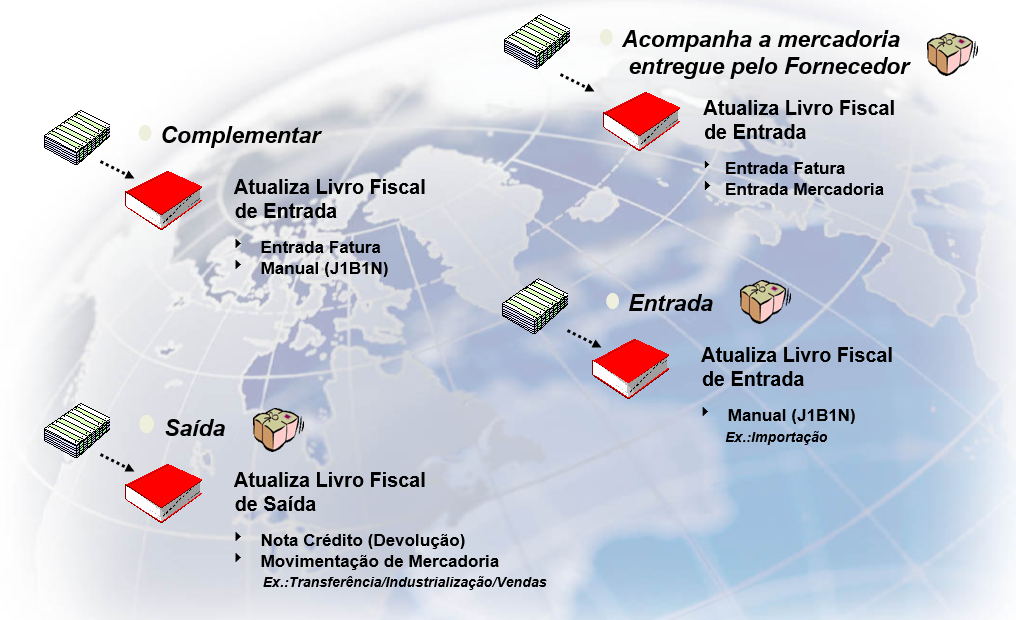 Complementar
Atualiza Livro Fiscal
de Entrada
Entrada Fatura
Manual (J1B1N)
Saída
Atualiza Livro Fiscal
de Saída
Nota Crédito (Devolução)
Movimentação de Mercadoria
Ex.:Transferência/Industrialização/Vendas
Acompanha a mercadoria
entregue pelo Fornecedor
Atualiza Livro Fiscal
de Entrada
Entrada Fatura
Entrada Mercadoria
Entrada
Atualiza Livro Fiscal
de Entrada
Manual (J1B1N)
Ex.:Importação